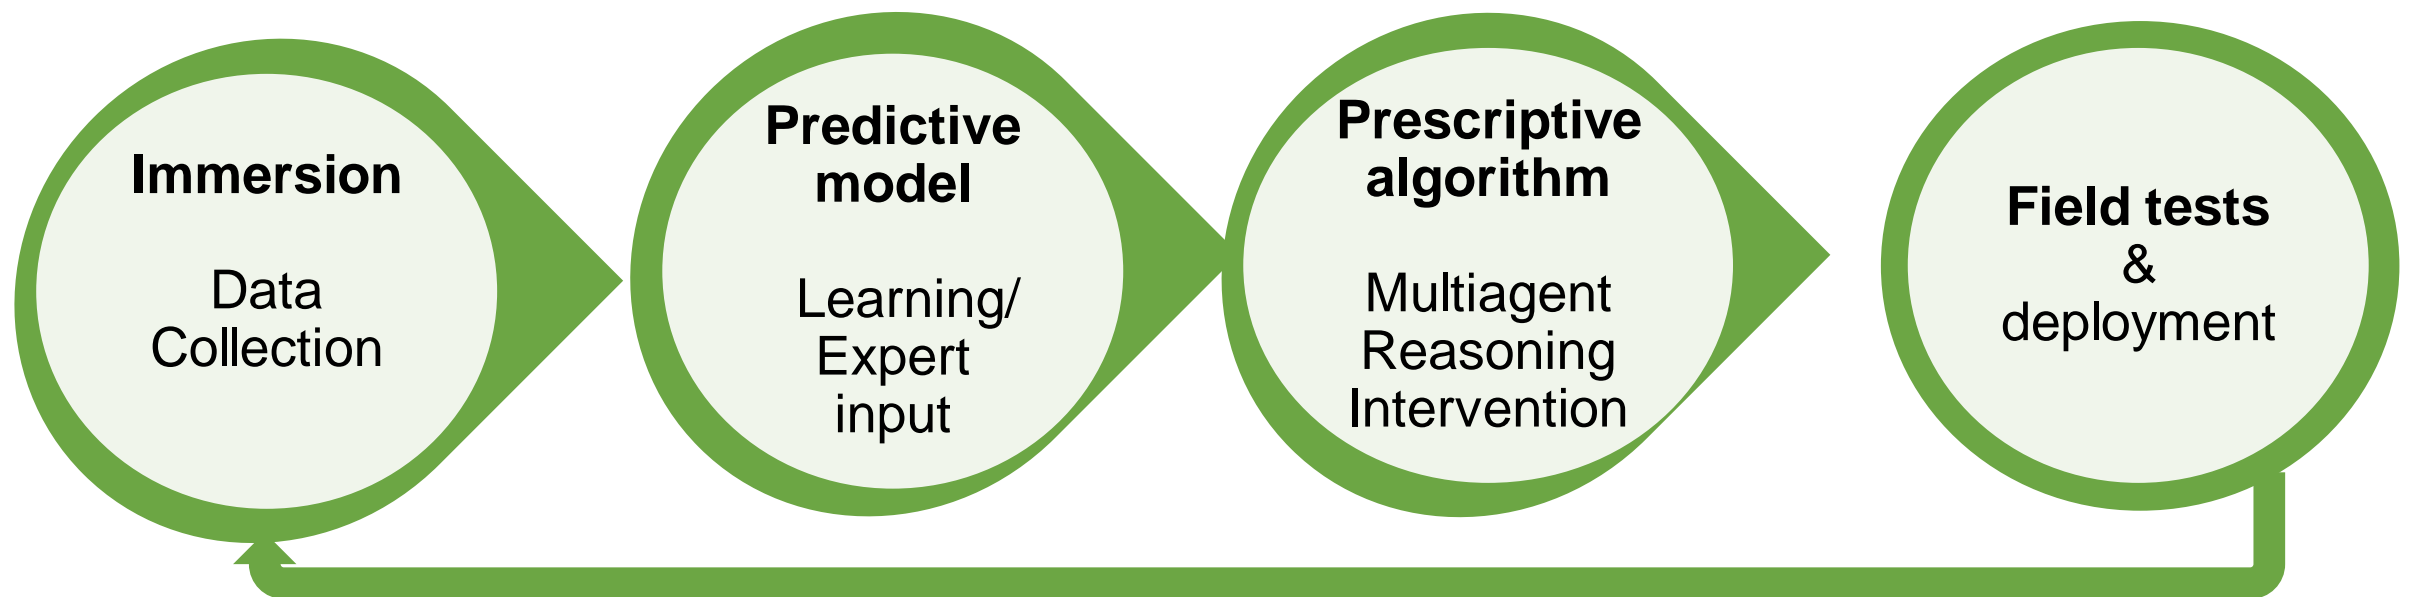 Immersion
Data
Collection
Predictive
model
Learning/
Expert
input
Prescriptive
algorithm
Multiagent
Reasoning
Intervention
Field tests
&
deployment